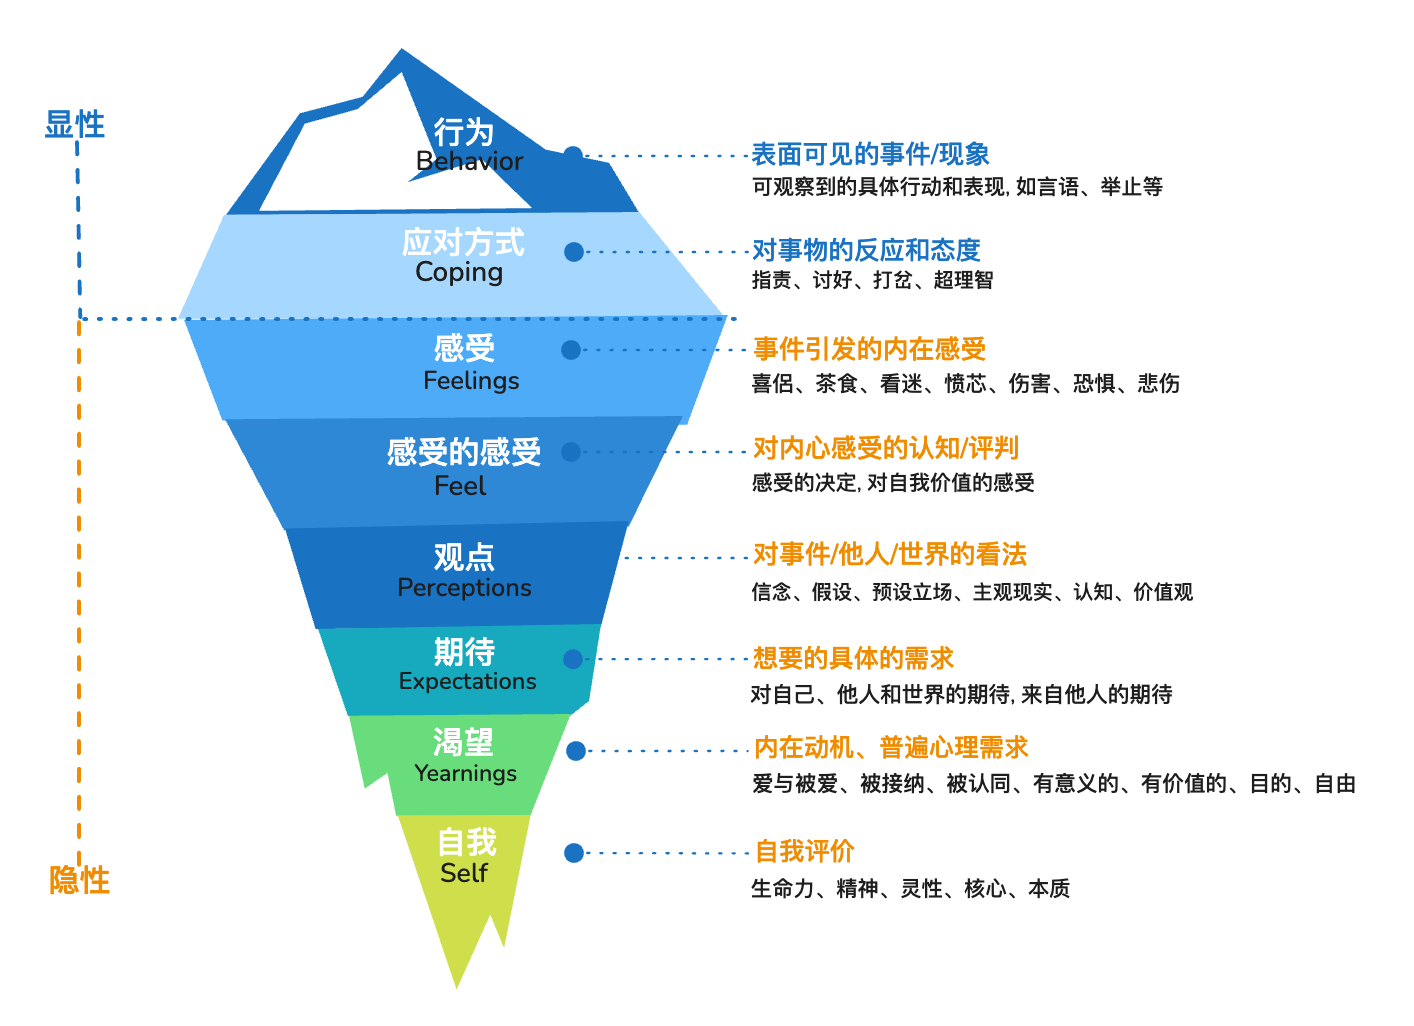 显性
行为
Behavior
表面可见的事件/现象
可观察到的具体行动和表现, 如言语、举止等
应对方式
Coping
对事物的反应和态度
指责、讨好、打岔、超理智
感受
Feelings
事件引发的内在感受
喜侣、茶食、看迷、愤芯、伤害、恐惧、悲伤
感受的感受
Feel
对内心感受的认知/评判
感受的决定, 对自我价值的感受
观点
Perceptions
对事件/他人/世界的看法
信念、假设、预设立场、主观现实、认知、价值观
期待
Expectations
想要的具体的需求
对自己、他人和世界的期待, 来自他人的期待
渴望
Yearnings
内在动机、普遍心理需求
爱与被爱、被接纳、被认同、有意义的、有价值的、目的、自由
自我
Self
自我评价
生命力、精神、灵性、核心、本质
隐性